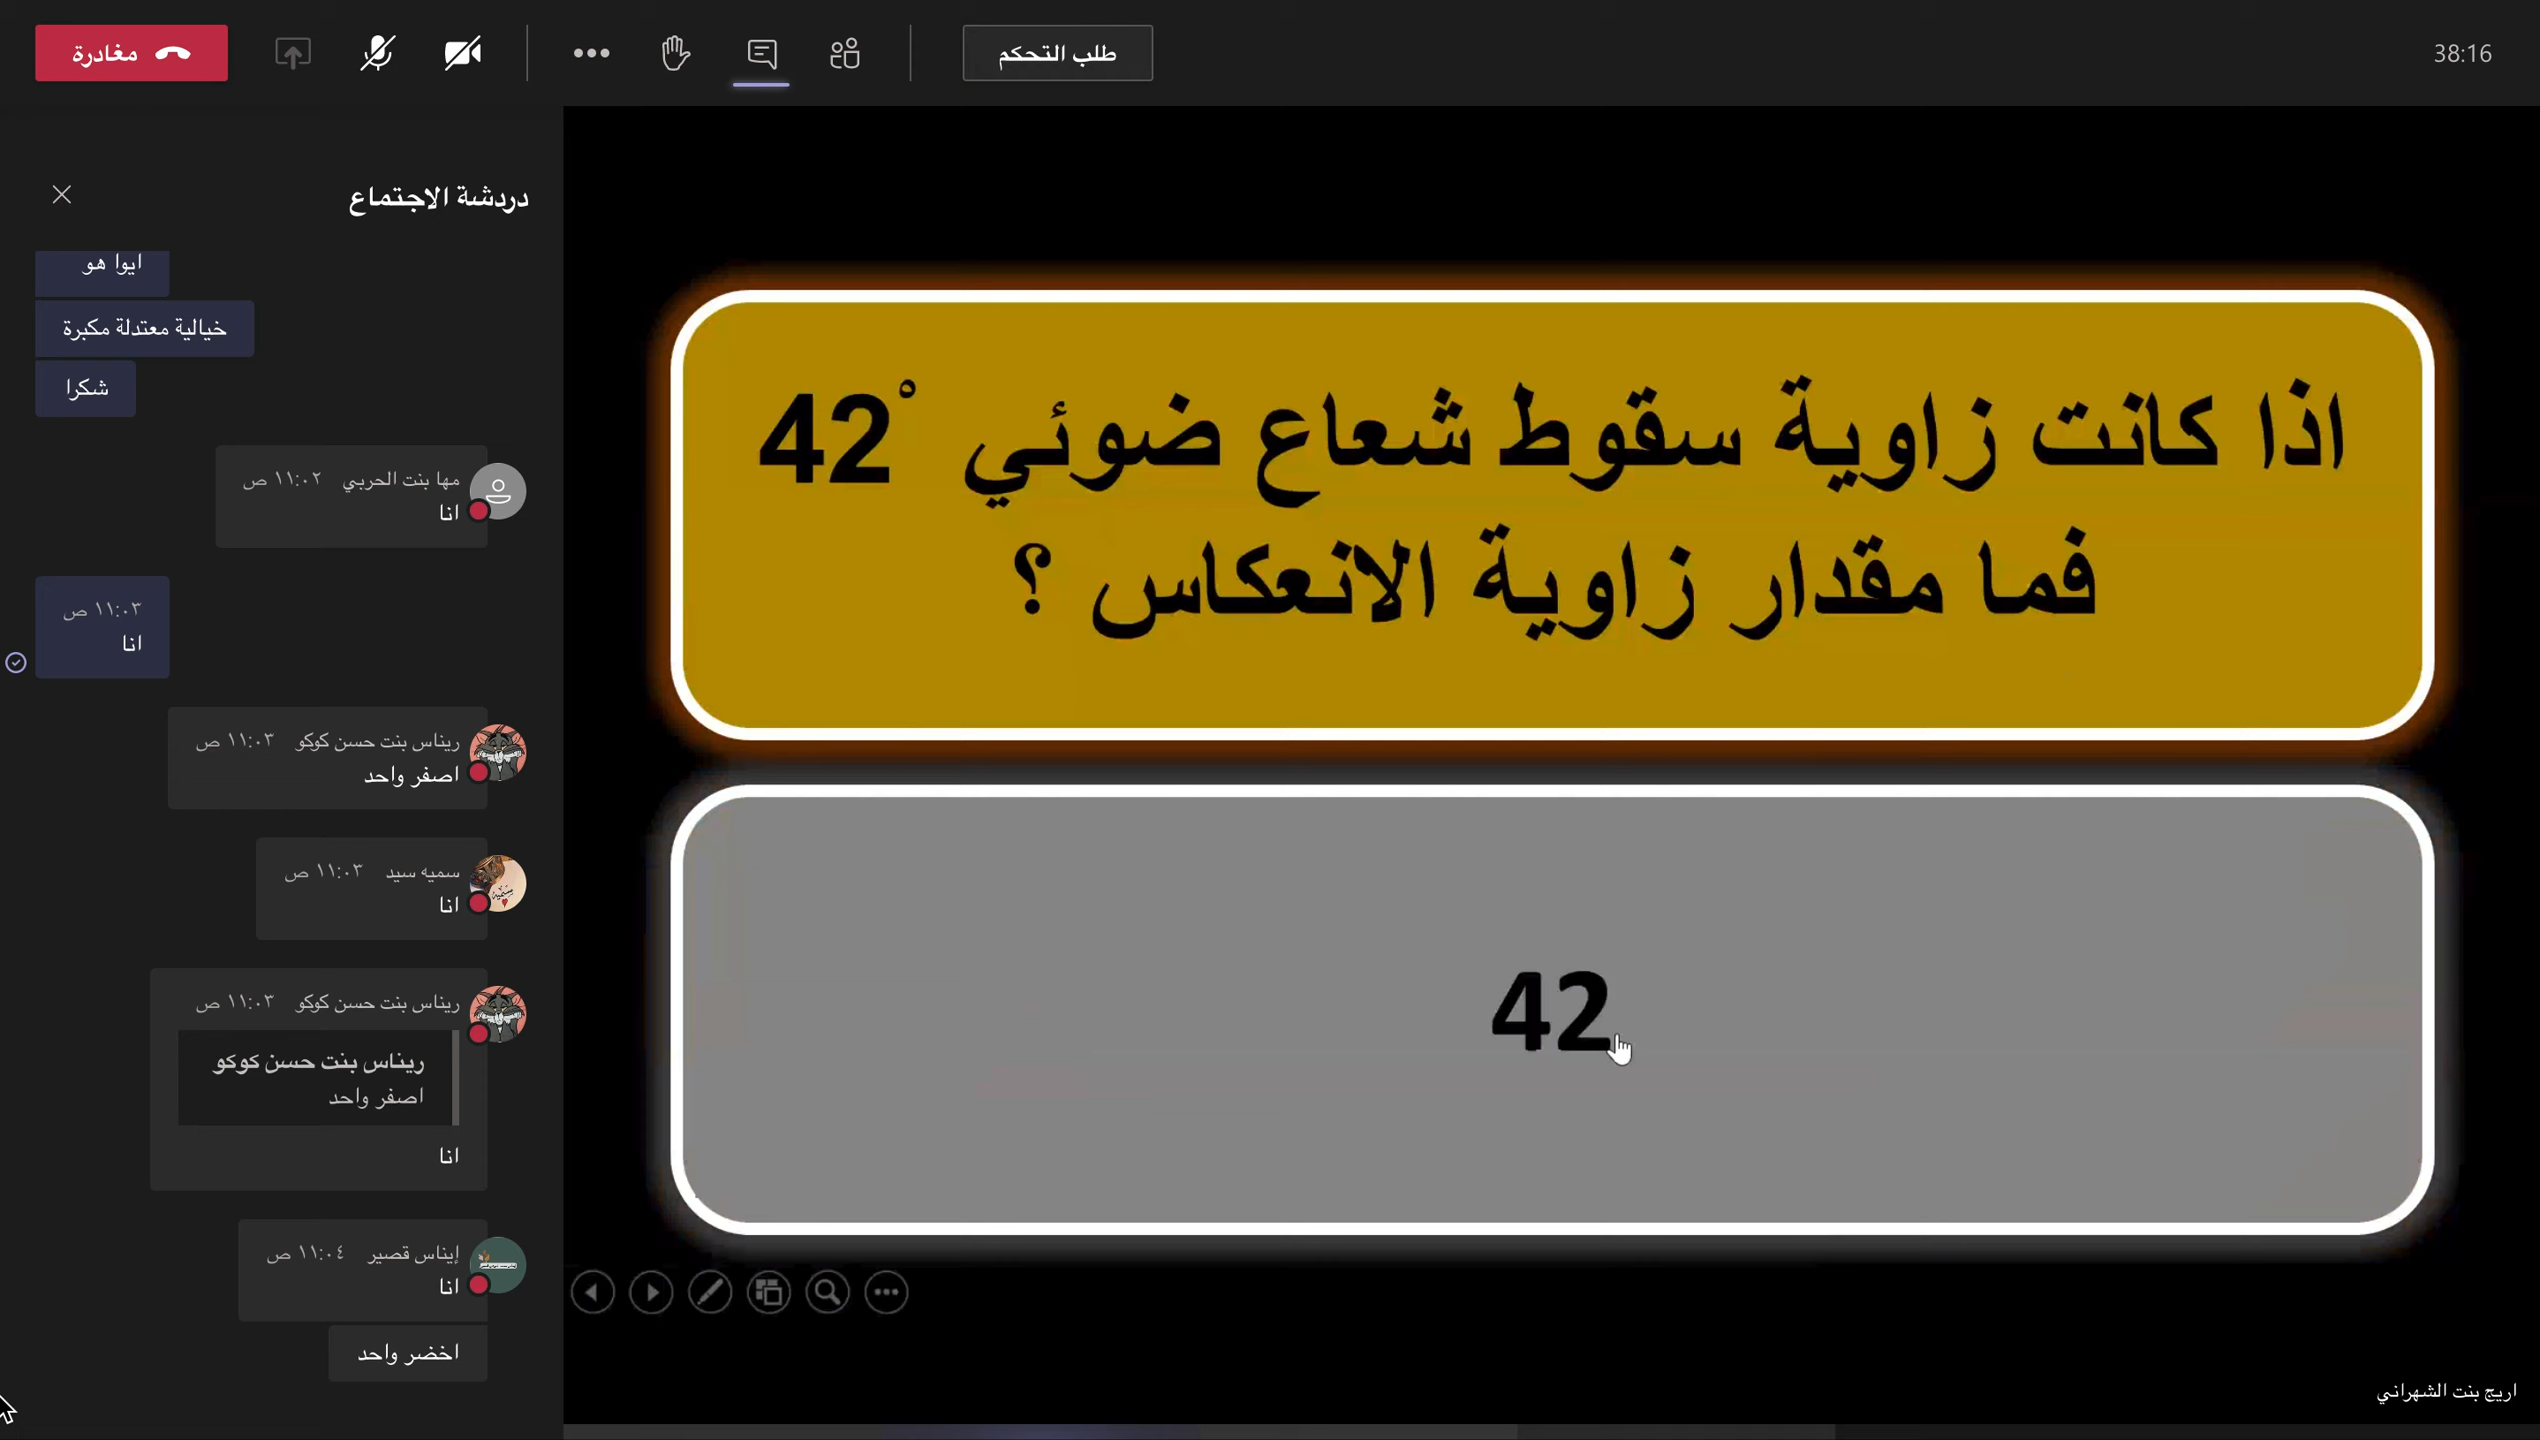 مغادرة
طلب التحكم
38:16
دردشة الاجتماع
ايوا هو
خيالية معتدلة مكبرة
شكرا
مها بنت الحربي ١١:٠٢ ص
انا
١١:٠٣ ص
انا
ريناس بنت حسن كوكو ١١:٠٣ ص
اصفر واحد
سميه سيد ١١:٠٣ ص
انا
ريناس بنت حسن كوكو ١١:٠٣ ص
ريناس بنت حسن كوكو
اصفر واحد
انا
إيناس قصير ١١:٠٤ ص
انا
اخضر واحد
اذا كانت زاوية سقوط شعاع ضوئي 42°
فما مقدار زاوية الانعكاس ؟
42
اريج بنت الشهراني